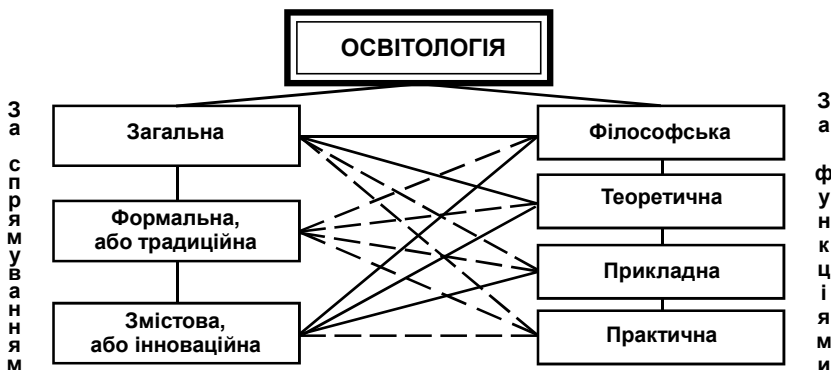 ОСВІТОЛОГІЯ
За спрямуванням
Загальна
Формальна,
або традиційна
Змістова,
або інноваційна
Філософська
Теоретична
Прикладна
Практична
За функціями